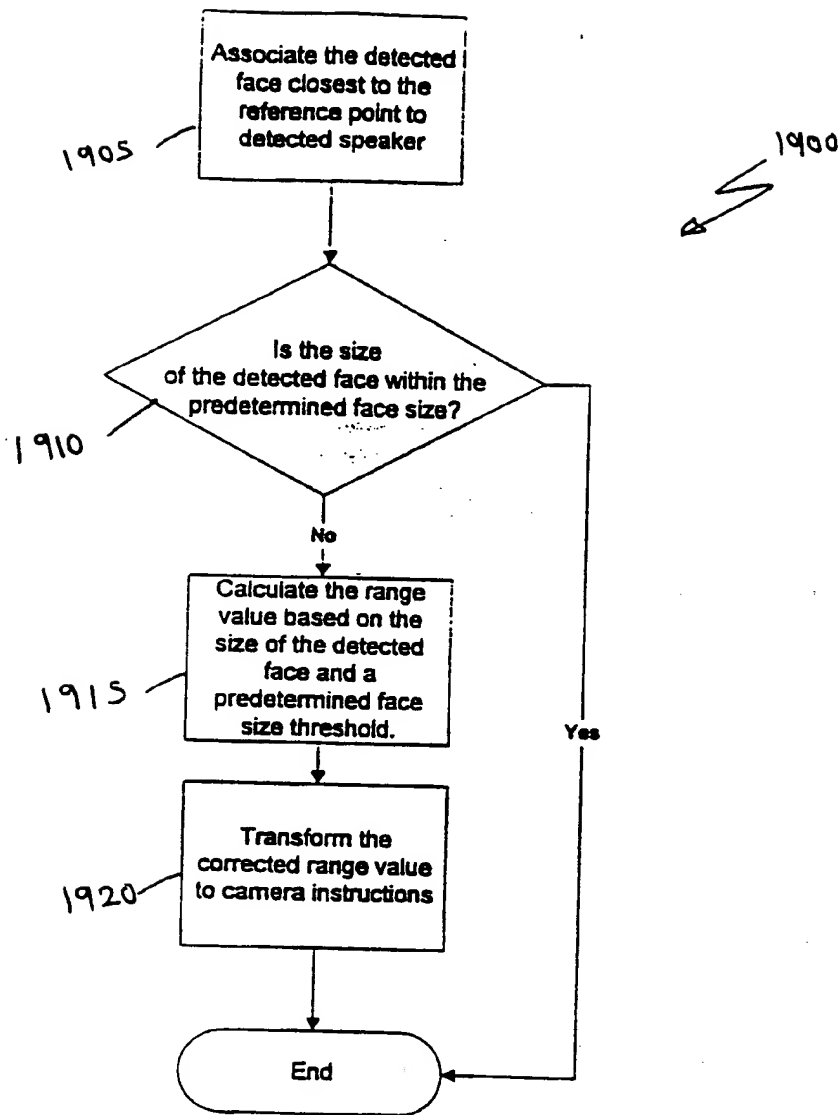 Associate the detected
face closest to the
reference point to
detected speaker
1905
1900
Is the size
of the detected face within the
predetermined face size?
1910
No
Calculate the range
value based on the
size of the detected
face and a
predetermined face
size threshold.
1915
Yes
Transform the
corrected range value
to camera instructions
1920
End